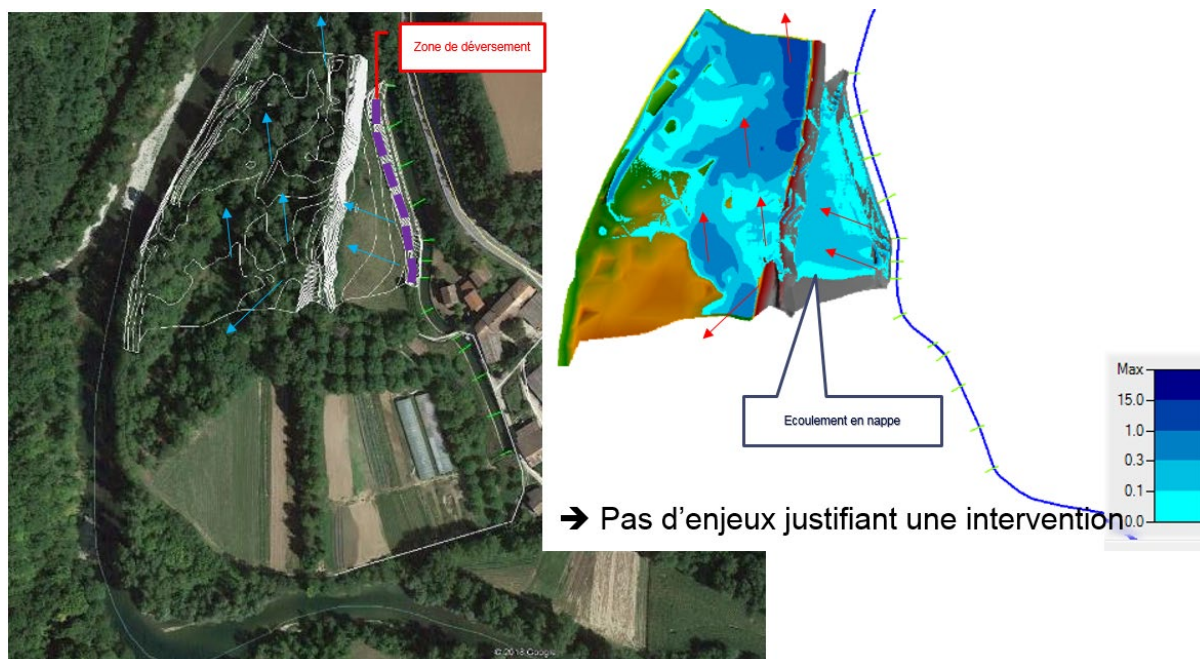 Zone de déversement
Ecoulement en nappe
Max
15.0
1.0
0.3
0.1
0.0
➔ Pas d’enjeux justifiant une intervention
© 2018 Google